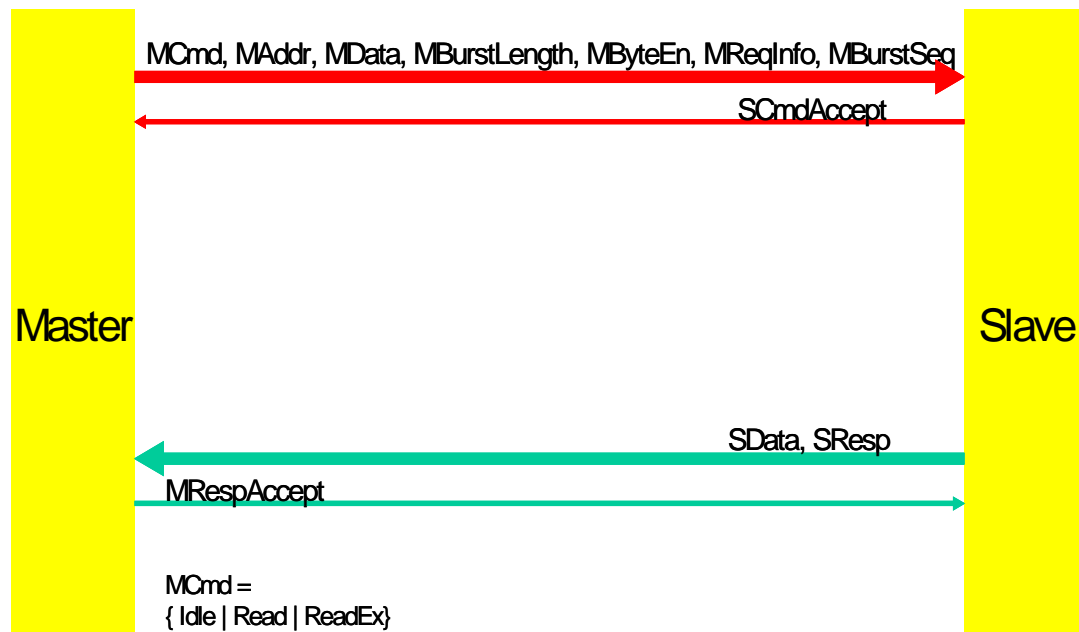 MCmd, MAddr, MData, MBurstLength, MByteEn, MReqInfo, MBurstSeq
SCmdAccept
Master
Slave
SData, SResp
MRespAccept
MCmd =
{ Idle | Read | ReadEx}